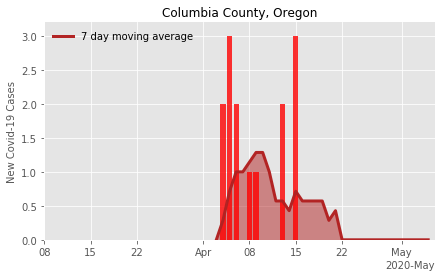 Columbia County, Oregon
7 day moving average
New Covid-19 Cases
3.0
2.5
2.0
1.5
1.0
0.5
0.0
08 15 22 Apr 08 15 22 May
2020-May